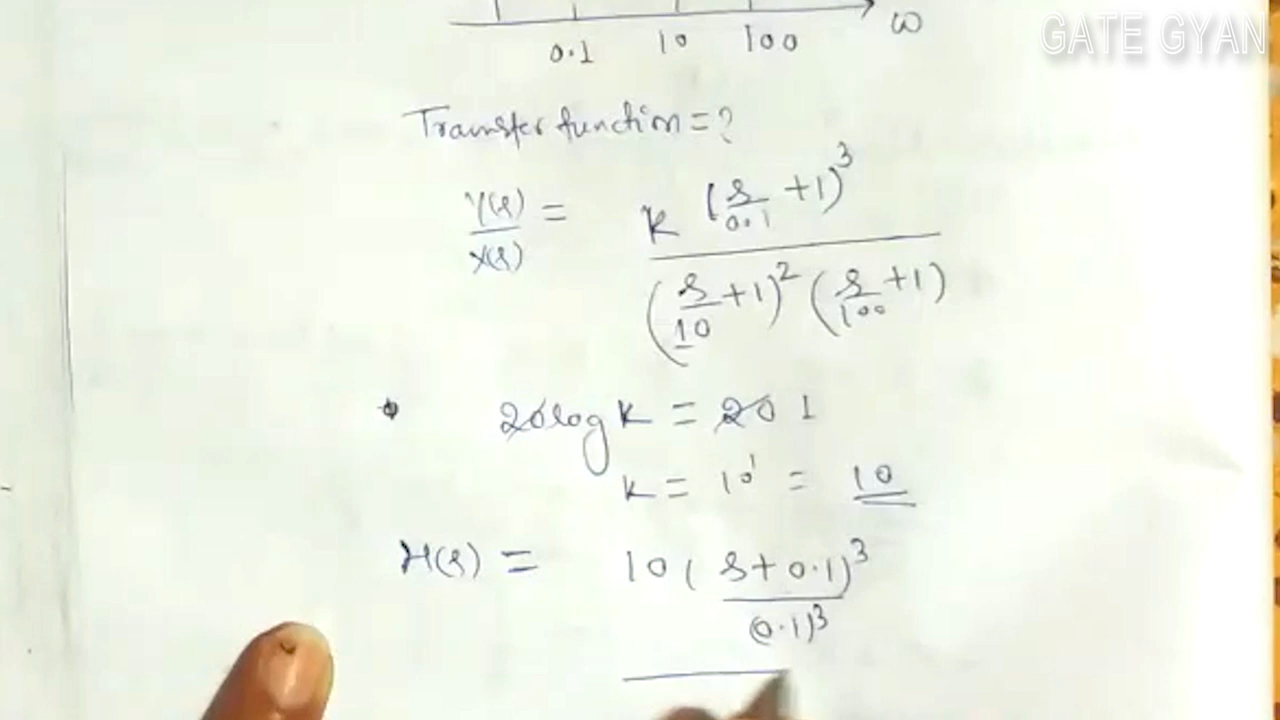 GATE GYAN
0.1 10 100 ω
Transfer function = ?
Y(s)/X(s) = K (s/0.1 + 1)^3 / (s/10 + 1)^2 (s/100 + 1)
20 log K = 20 1
K = 10^1 = 10
H(s) = 10 (s + 0.1)^3 / (0.1)^3